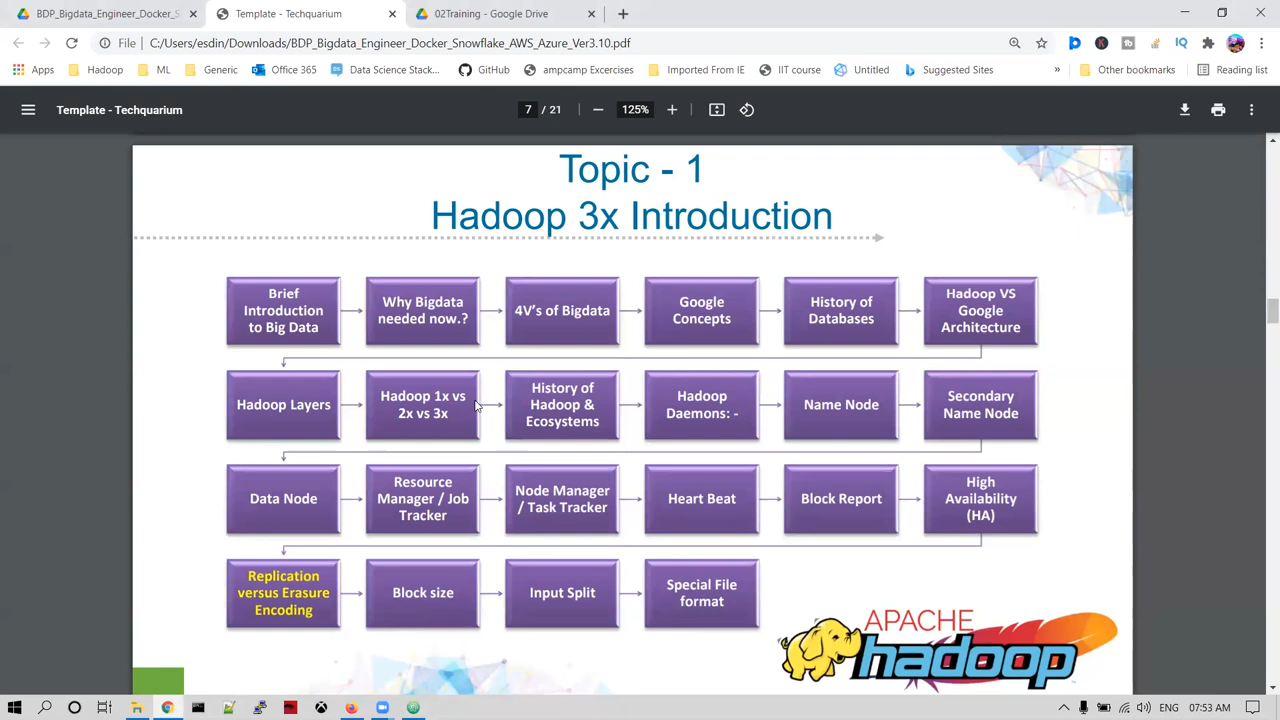 BDP_Bigdata_Engineer_Docker_S
Template - Techquarium
02Training - Google Drive
File
C:/Users/esdin/Downloads/BDP_Bigdata_Engineer_Docker_Snowflake_AWS_Azure_Ver3.10.pdf
Apps
Hadoop
ML
Generic
Office 365
Data Science Stack...
GitHub
ampcamp Excercises
Imported From IE
IIT course
Untitled
Suggested Sites
»
Other bookmarks
Reading list
Template - Techquarium
7 / 21
125%
Topic - 1
Hadoop 3x Introduction
Brief
Introduction
to Big Data
Why Bigdata
needed now.?
4V's of Bigdata
Google
Concepts
History of
Databases
Hadoop VS
Google
Architecture
Hadoop Layers
Hadoop 1x vs
2x vs 3x
History of
Hadoop &
Ecosystems
Hadoop
Daemons: -
Name Node
Secondary
Name Node
Data Node
Resource
Manager / Job
Tracker
Node Manager
/ Task Tracker
Heart Beat
Block Report
High
Availability
(HA)
Replication
versus Erasure
Encoding
Block size
Input Split
Special File
format
APACHE
hadoop
ENG
07:53 AM